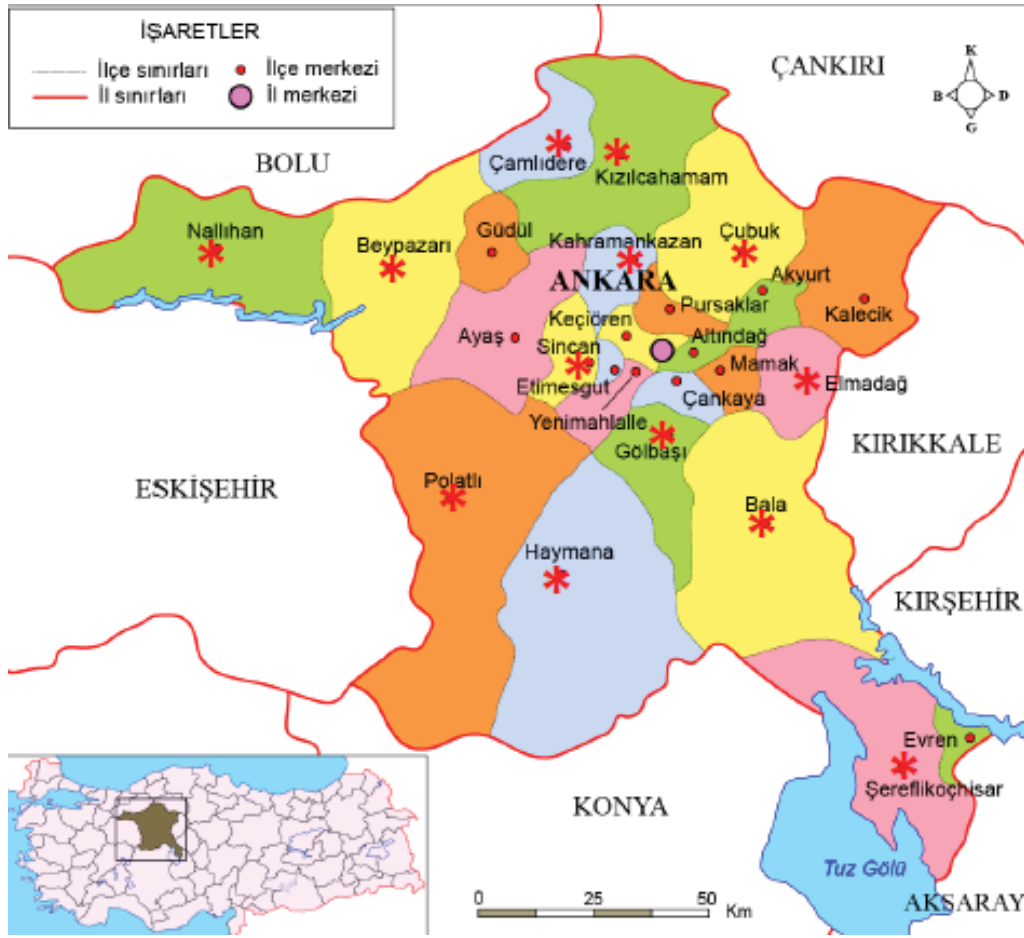 İŞARETLER
İlçe sınırları
İlçe merkezi
İl sınırları
İl merkezi
ÇANKIRI
K
B
D
G
BOLU
Çamlıdere
Kızılcahamam
Nallıhan
Beypazarı
Güdül
Kahramankazan
Çubuk
ANKARA
Akyurt
Pursaklar
Kalecik
Keçiören
Ayaş
Altındağ
Sincan
Mamak
Etimesgut
Çankaya
Elmadağ
Yenimahlalle
Gölbaşı
KIRIKKALE
ESKİŞEHİR
Polatlı
Bala
Haymana
KIRŞEHİR
Evren
Şereflikoçhisar
KONYA
Tuz Gölü
AKSARAY
0 25 50
Km